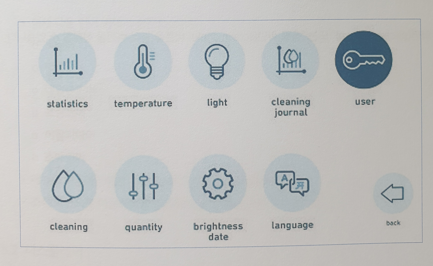 statistics
temperature
light
cleaning
journal
user
cleaning
quantity
brightness
date
language
back